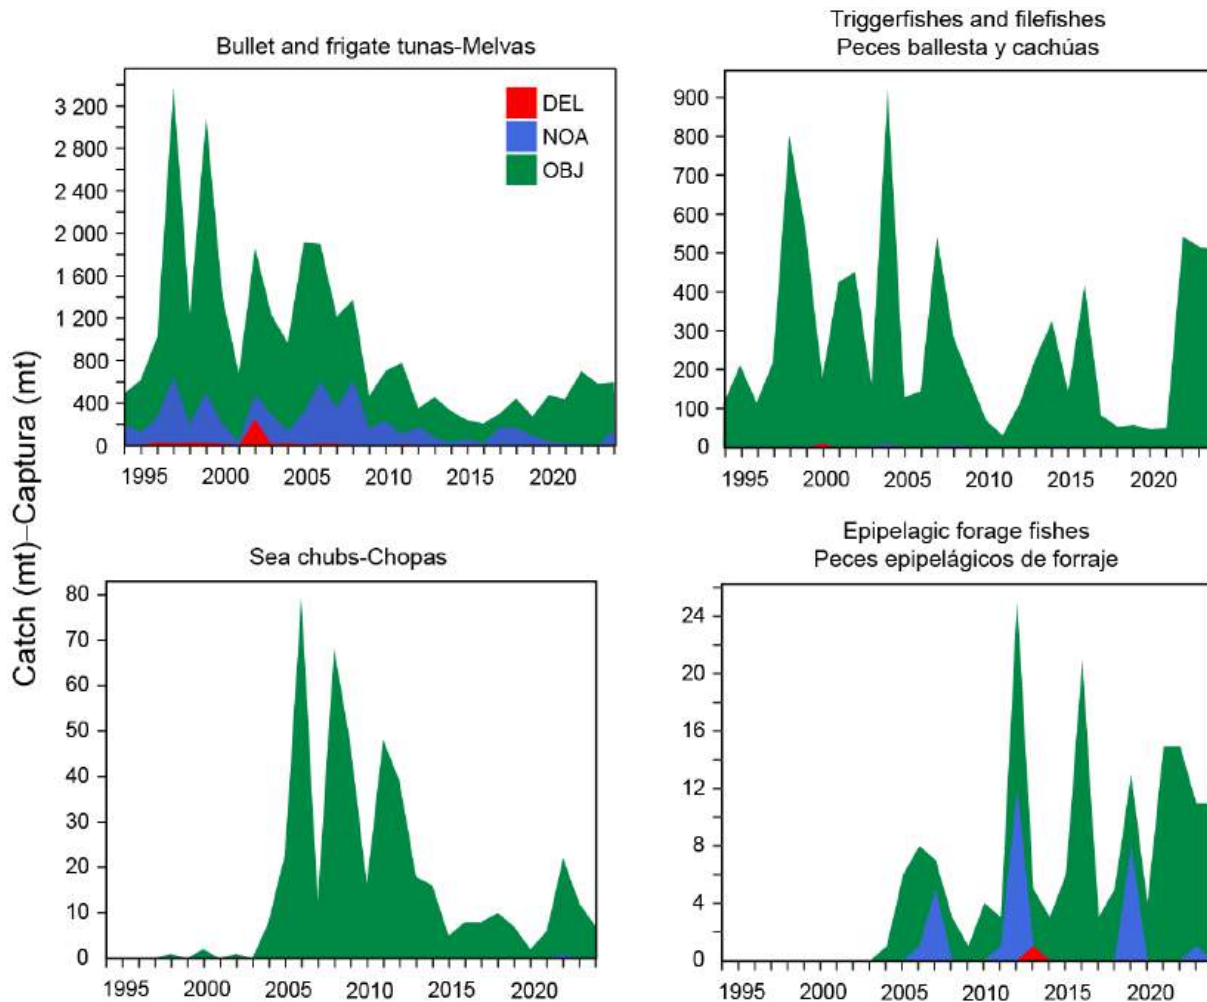 Bullet and frigate tunas-Melvas
3 200
2 800
2 400
2 000
1 600
1 200
800
400
0
DEL
NOA
OBJ
1995 2000 2005 2010 2015 2020
Triggerfishes and filefishes
Peces ballesta y cachúas
900
800
700
600
500
400
300
200
100
0
1995 2000 2005 2010 2015 2020
Catch (mt)–Captura (mt)
Sea chubs-Chopas
80
70
60
50
40
30
20
10
0
1995 2000 2005 2010 2015 2020
Epipelagic forage fishes
Peces epipelágicos de forraje
24
20
16
12
8
4
0
1995 2000 2005 2010 2015 2020